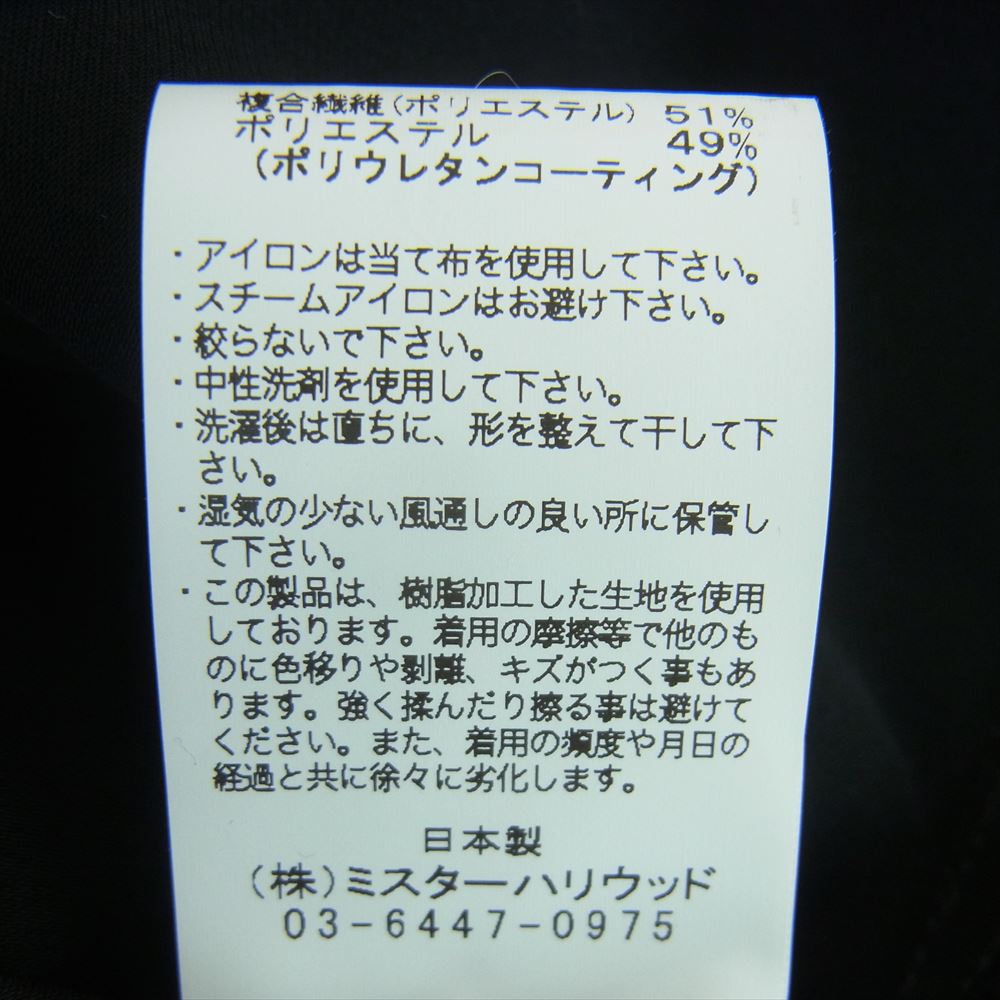 複合繊維(ポリエステル) 51%
ポリエステル 49%
(ポリウレタンコーティング)
・アイロンは当て布を使用して下さい。
・スチームアイロンはお避け下さい。
・絞らないで下さい。
・中性洗剤を使用して下さい。
・洗濯後は直ちに、形を整えて干して下
さい。
・湿気の少ない風通しの良い所に保管し
て下さい。
・この製品は、樹脂加工した生地を使用
しております。着用の摩擦等で他のも
のに色移りや剥離、キズがつく事もあ
ります。強く揉んだり擦る事は避けて
ください。また、着用の頻度や月日の
経過と共に徐々に劣化します。
日本製
(株)ミスターハリウッド
03-6447-0975